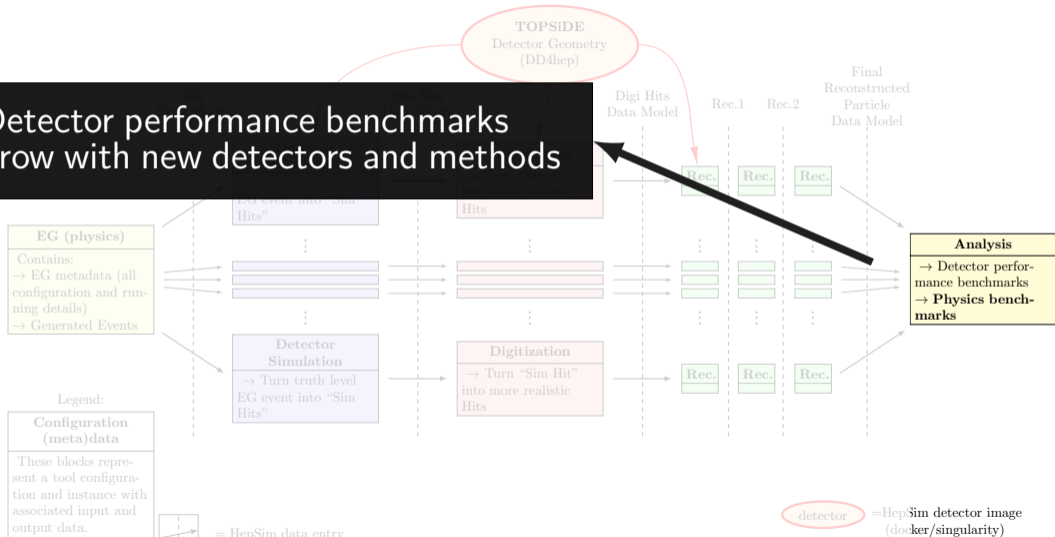 TOPSiDE
Detector Geometry
(DD4hep)
Final
Reconstructed
Particle
Data Model
Digi Hits
Data Model
Rec.1
Rec.2
Detector performance benchmarks
row with new detectors and methods
EG event into “Sim
Hits”
Hits
Rec.
Rec.
Rec.
EG (physics)
Contains:
→ EG metadata (all
configuration and run-
ning details)
→ Generated Events
Analysis
→ Detector perfor-
mance benchmarks
→ Physics bench-
marks
Detector
Simulation
→ Turn truth level
EG event into “Sim
Hits”
Digitization
→ Turn “Sim Hit”
into more realistic
Hits
Rec.
Rec.
Rec.
Legend:
Configuration
(meta)data
These blocks repre-
sent a tool configura-
tion and instance with
associated input and
output data.
= HepSim data entry
detector
=HepSim detector image
(docker/singularity)